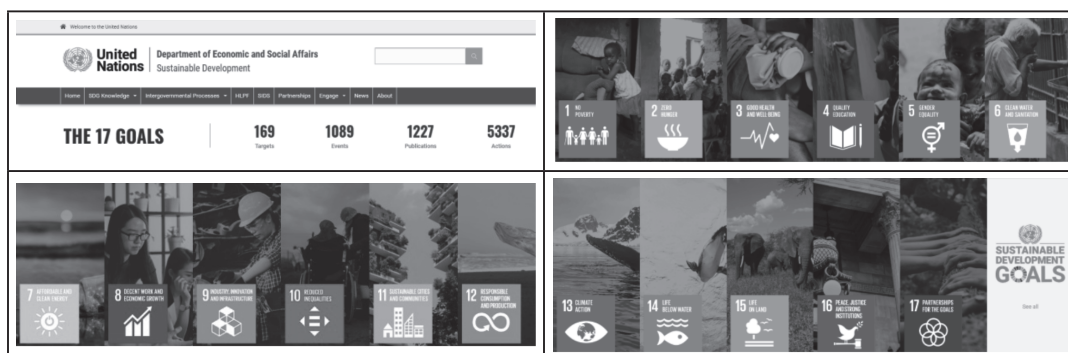 Welcome to the United Nations
United Nations
Department of Economic and Social Affairs
Sustainable Development
Home SDG Knowledge Intergovernmental Processes HLPF SIDS Partnerships Engage News About
THE 17 GOALS
169 Targets
1089 Events
1227 Publications
5337 Actions
1 NO POVERTY
2 ZERO HUNGER
3 GOOD HEALTH AND WELL-BEING
4 QUALITY EDUCATION
5 GENDER EQUALITY
6 CLEAN WATER AND SANITATION
7 AFFORDABLE AND CLEAN ENERGY
8 DECENT WORK AND ECONOMIC GROWTH
9 INDUSTRY, INNOVATION AND INFRASTRUCTURE
10 REDUCED INEQUALITIES
11 SUSTAINABLE CITIES AND COMMUNITIES
12 RESPONSIBLE CONSUMPTION AND PRODUCTION
13 CLIMATE ACTION
14 LIFE BELOW WATER
15 LIFE ON LAND
16 PEACE, JUSTICE AND STRONG INSTITUTIONS
17 PARTNERSHIPS FOR THE GOALS
SUSTAINABLE
DEVELOPMENT
GOALS
See all